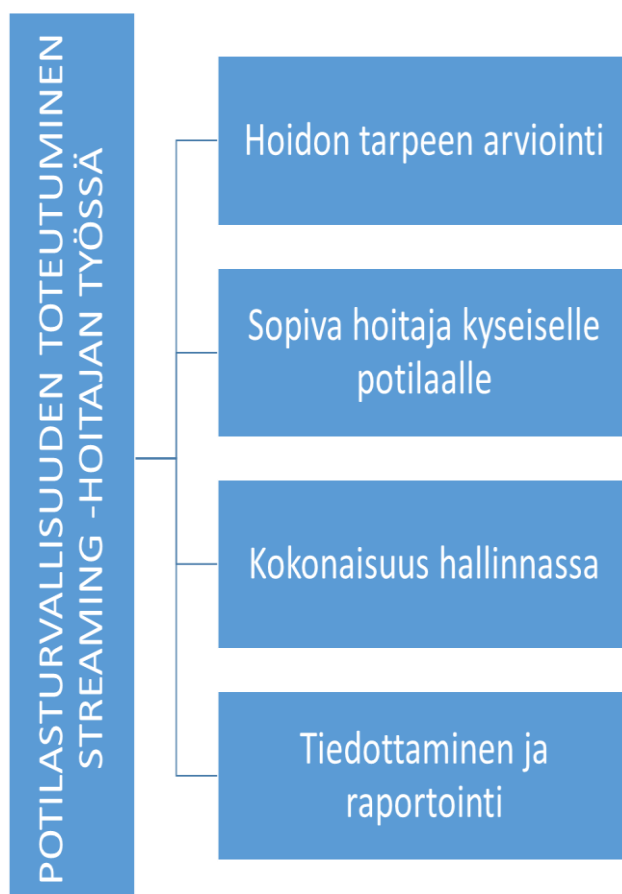 POTILASTURVALLISUUDEN TOTEUTUMINEN
STREAMING -HOITAJAN TYÖSSÄ
Hoidon tarpeen arviointi
Sopiva hoitaja kyseiselle
potilaalle
Kokonaisuus hallinnassa
Tiedottaminen ja
raportointi